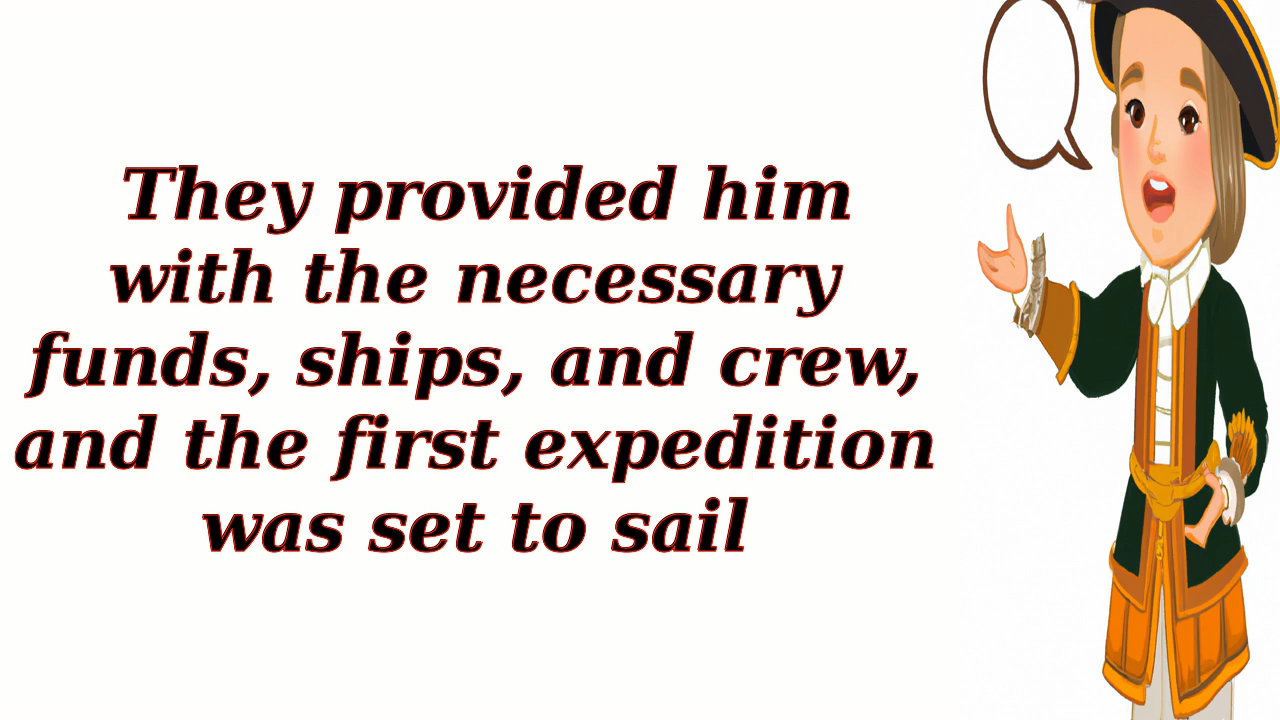 They provided him
with the necessary
funds, ships, and crew,
and the first expedition
was set to sail